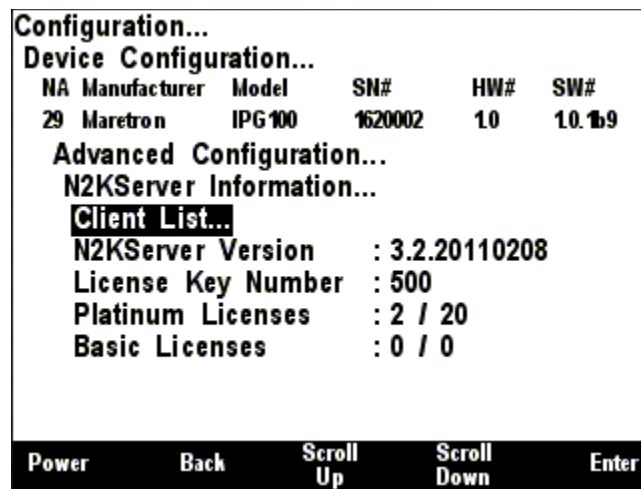 Configuration...
Device Configuration...
NA Manufacturer Model SN# HW# SW#
29 Maretron IPG100 1620002 1.0 1.0.1b9
Advanced Configuration...
N2KServer Information...
Client List...
N2KServer Version : 3.2.20110208
License Key Number : 500
Platinum Licenses : 2 / 20
Basic Licenses : 0 / 0
Power Back Scroll Up Scroll Down Enter